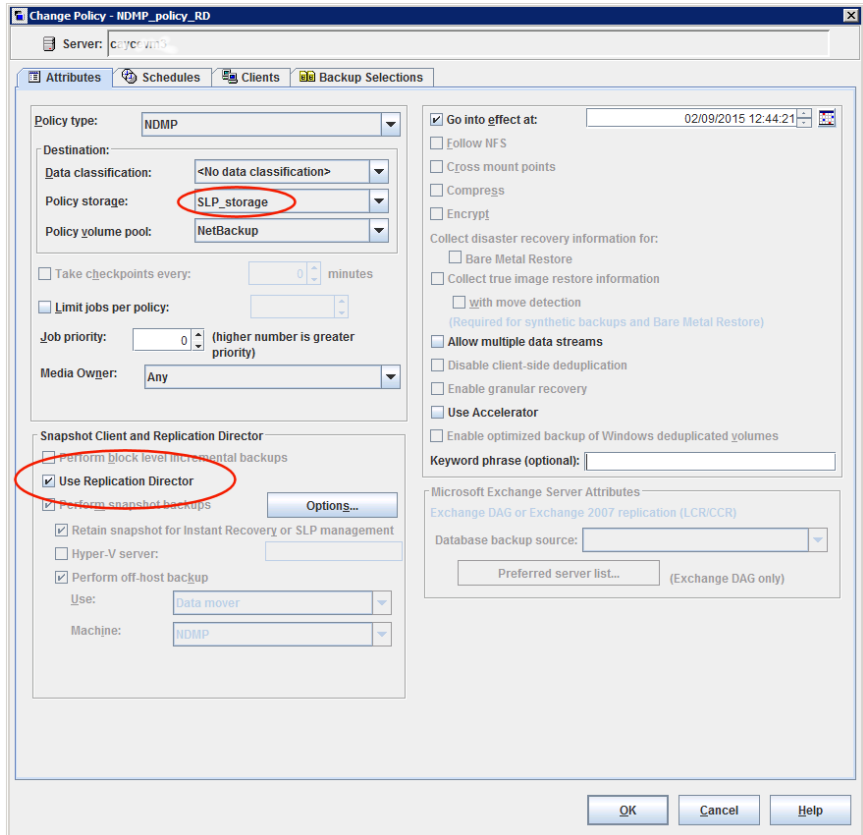 Change Policy - NDMP_policy_RD
Server:
Attributes
Schedules
Clients
Backup Selections
Policy type:
NDMP
Destination:
Data classification:
<No data classification>
Policy storage:
SLP_storage
Policy volume pool:
NetBackup
Take checkpoints every:
0
minutes
Limit jobs per policy:
Job priority:
0
(higher number is greater
priority)
Media Owner:
Any
Snapshot Client and Replication Director
Perform block level incremental backups
Use Replication Director
Perform snapshot backups
Options...
Retain snapshot for Instant Recovery or SLP management
Hyper-V server:
Perform off-host backup
Use:
Data mover
Machine:
NDMP
Go into effect at:
02/09/2015 12:44:21
Follow NFS
Cross mount points
Compress
Encrypt
Collect disaster recovery information for:
Bare Metal Restore
Collect true image restore information
with move detection
(Required for synthetic backups and Bare Metal Restore)
Allow multiple data streams
Disable client-side deduplication
Enable granular recovery
Use Accelerator
Enable optimized backup of Windows deduplicated volumes
Keyword phrase (optional):
Microsoft Exchange Server Attributes
Exchange DAG or Exchange 2007 replication (LCR/CCR)
Database backup source:
Preferred server list...
(Exchange DAG only)
OK
Cancel
Help